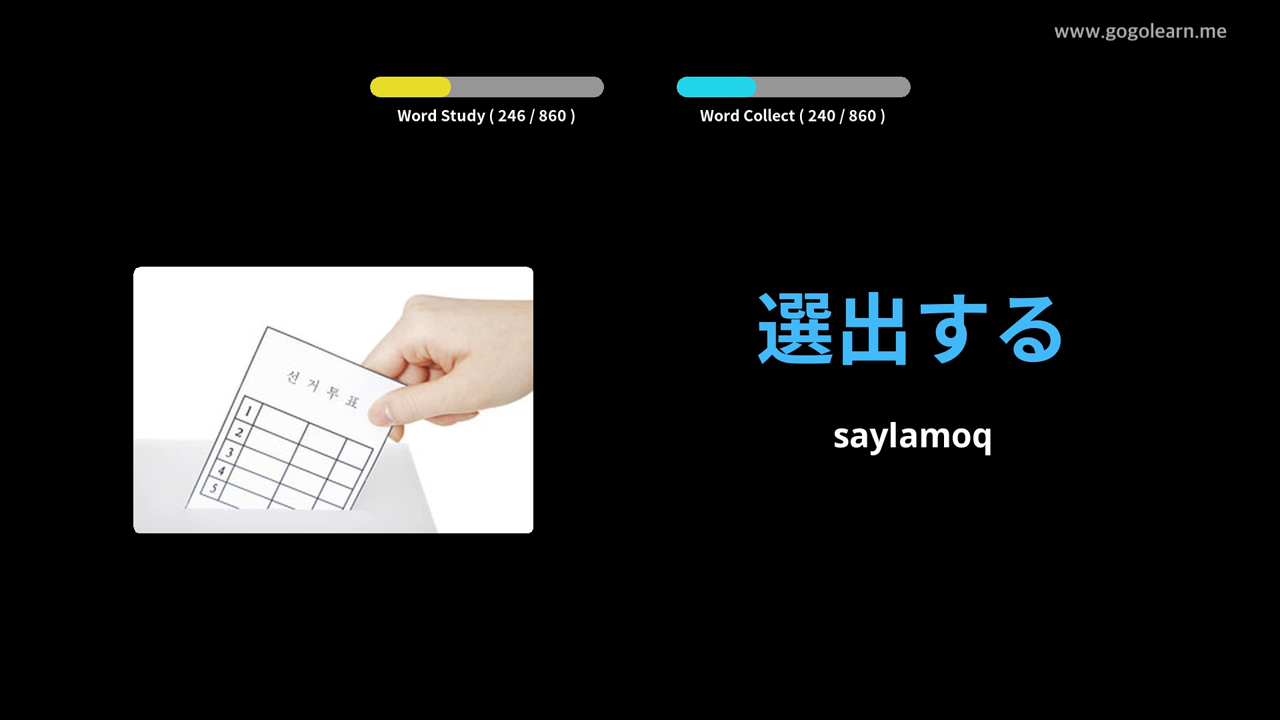 www.gogolearn.me
Word Study ( 246 / 860 )
Word Collect ( 240 / 860 )
선거투표
1
2
3
4
5
選出する
saylamoq